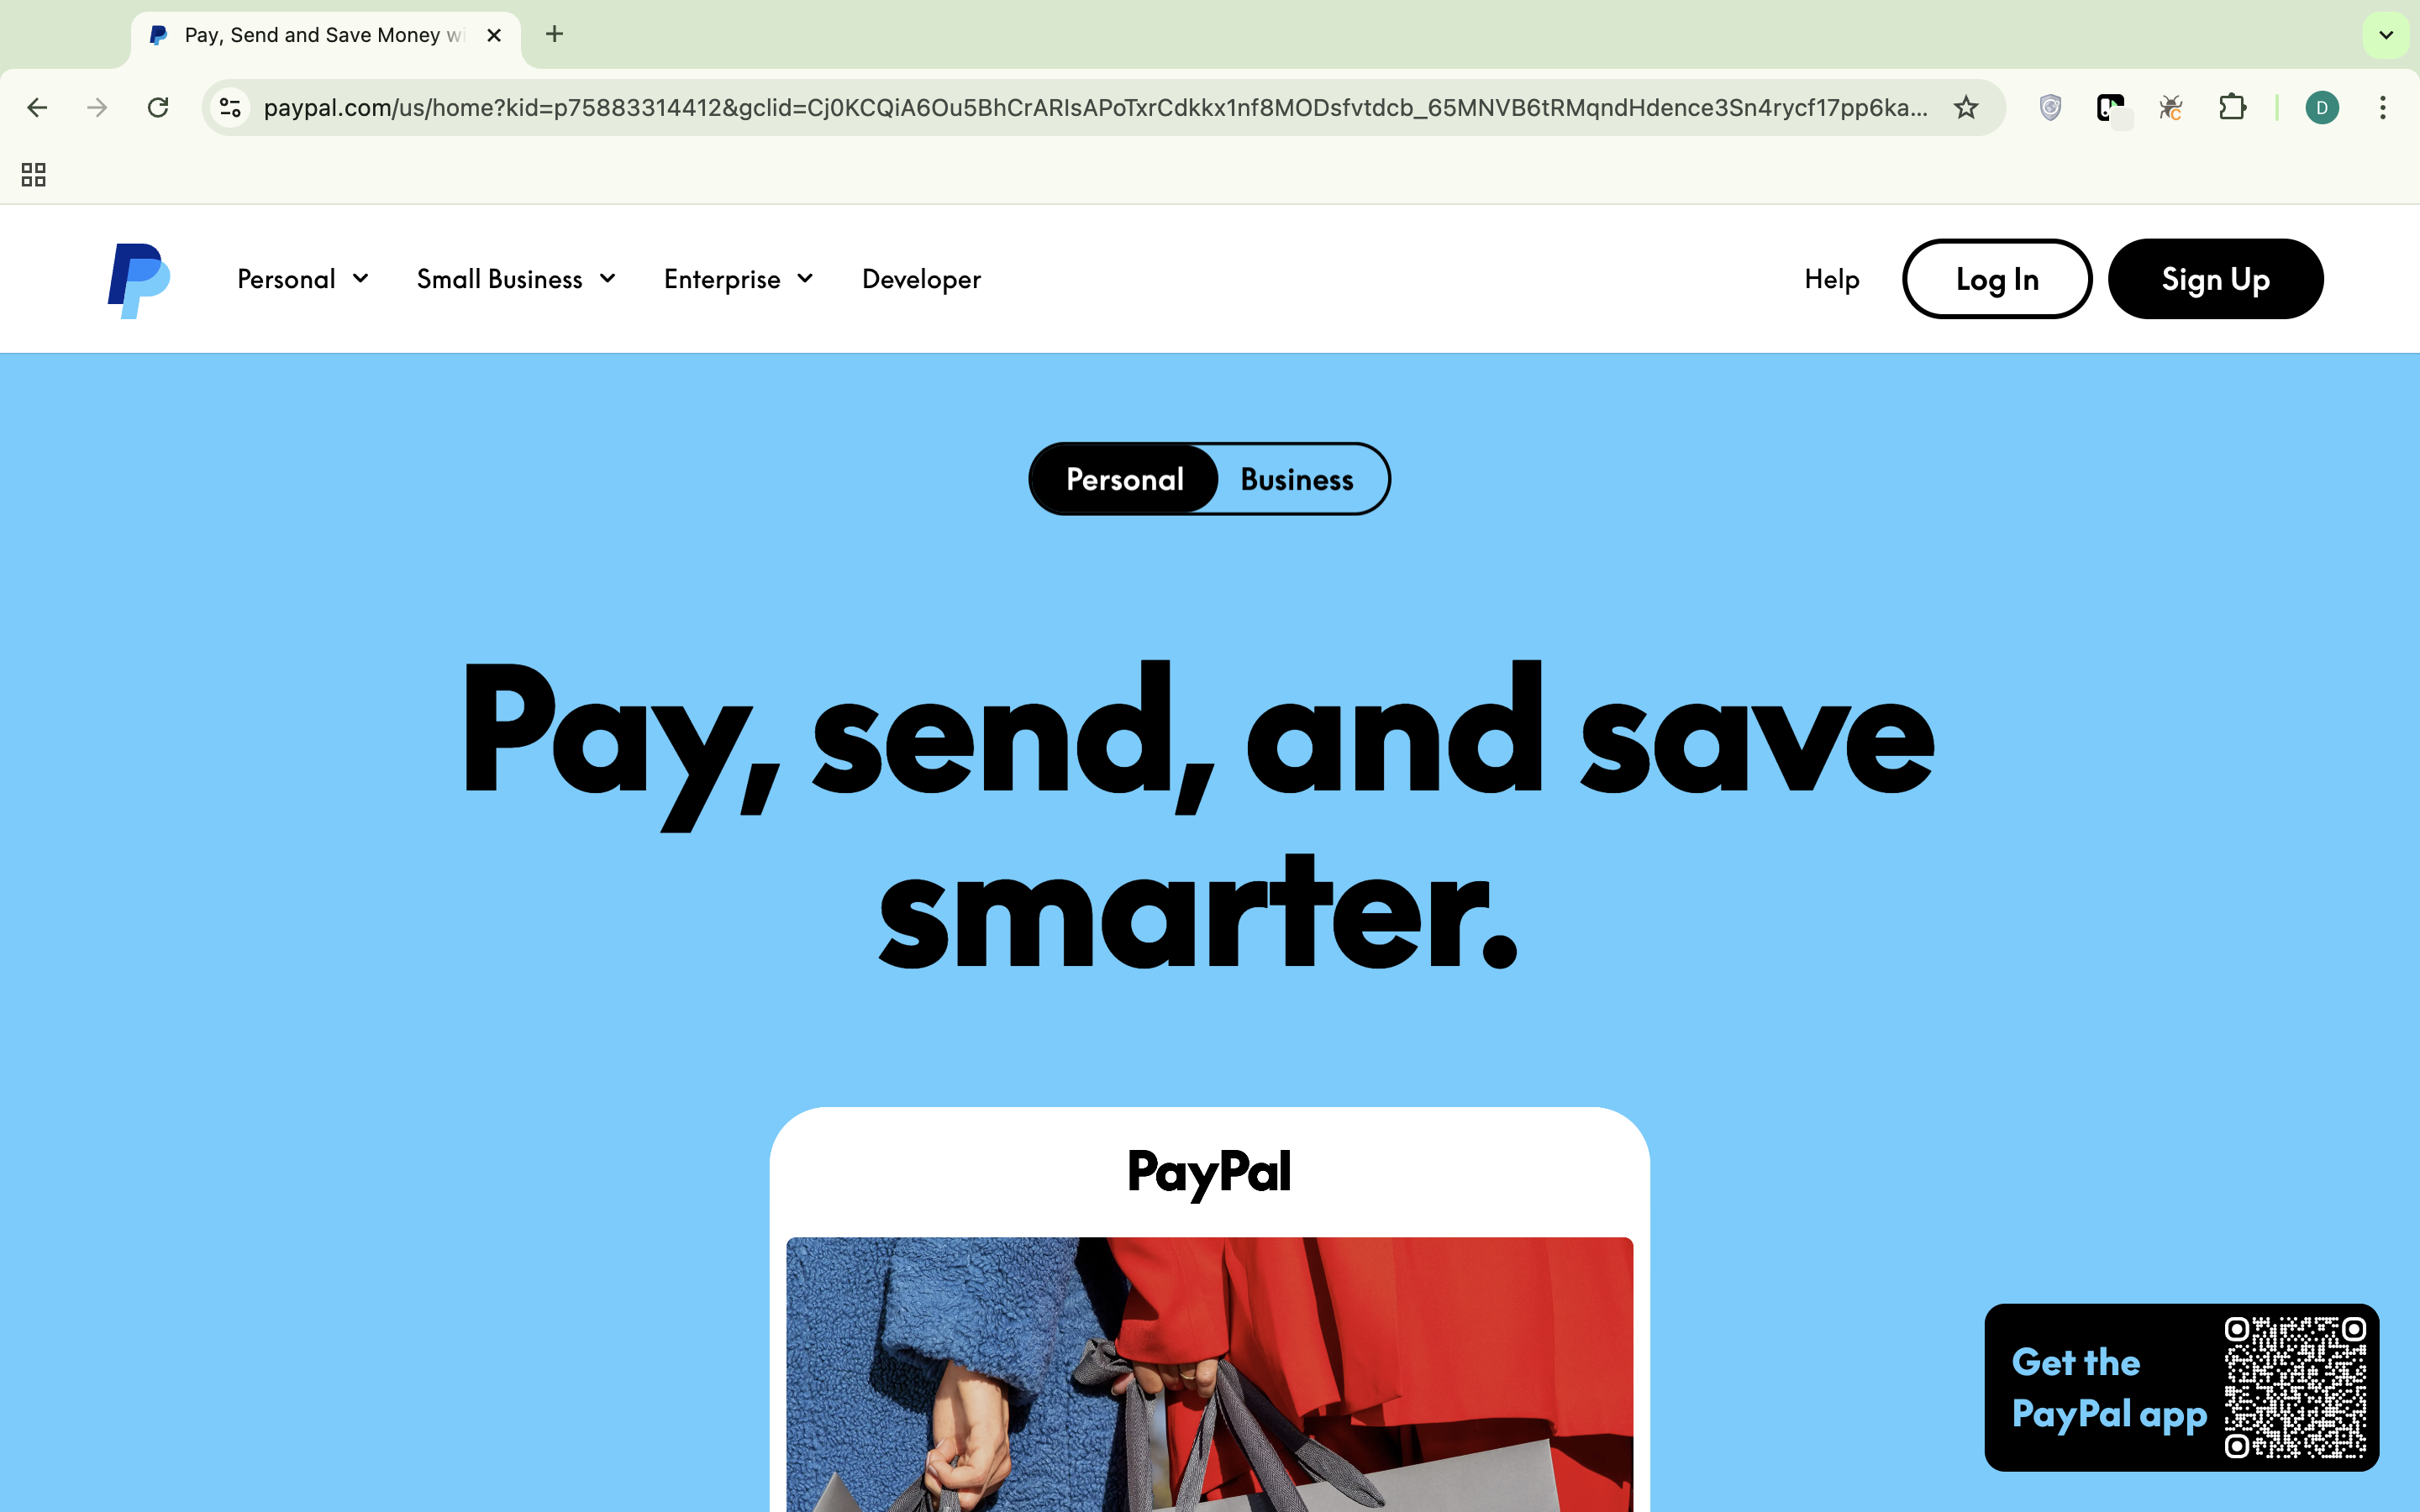 Pay, Send and Save Money wi
paypal.com/us/home?kid=p75883314412&gclid=Cj0KCQiA6Ou5BhCrARIsAPoTxrCdkkx1nf8MODsfvtdcb_65MNVB6tRMqndHdence3Sn4rycf17pp6ka...
D
Personal Small Business Enterprise Developer Help Log In Sign Up
Personal Business
Pay, send, and save
smarter.
PayPal
Get the
PayPal app